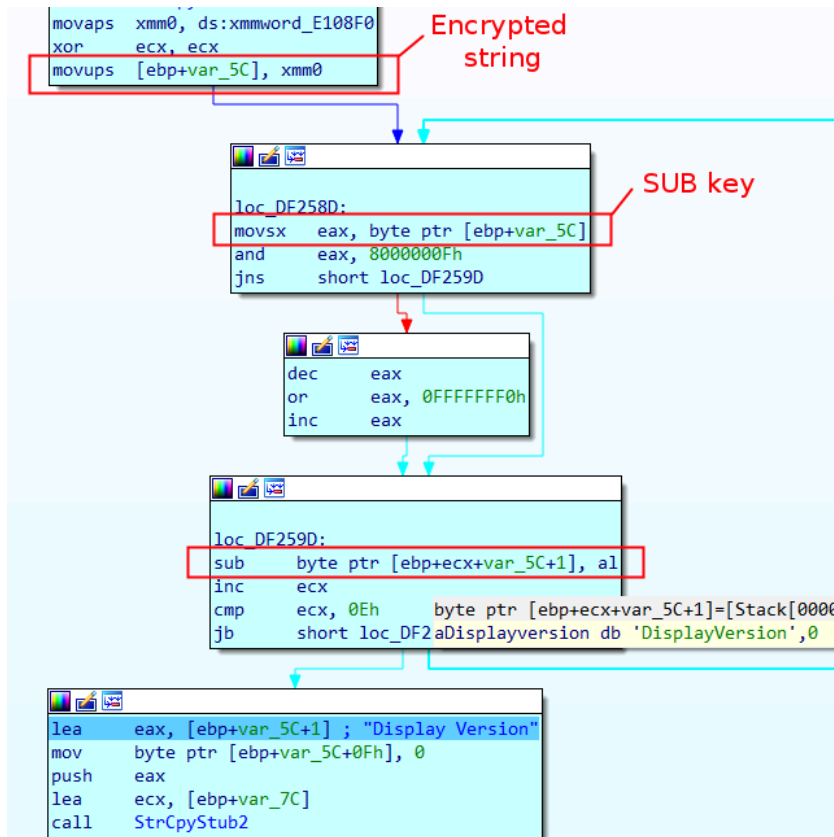 movaps xmm0, ds:xmmword_E108F0
xor ecx, ecx
movups [ebp+var_5C], xmm0
Encrypted
string
loc_DF258D:
movsx eax, byte ptr [ebp+var_5C]
and eax, 8000000Fh
jns short loc_DF259D
SUB key
dec eax
or eax, 0FFFFFFF0h
inc eax
loc_DF259D:
sub byte ptr [ebp+ecx+var_5C+1], al
inc ecx
cmp ecx, 0Eh byte ptr [ebp+ecx+var_5C+1]=[Stack[0000
jb short loc_DF2 aDisplayversion db 'DisplayVersion',0
lea eax, [ebp+var_5C+1] ; "Display Version"
mov byte ptr [ebp+var_5C+0Fh], 0
push eax
lea ecx, [ebp+var_7C]
call StrCpyStub2